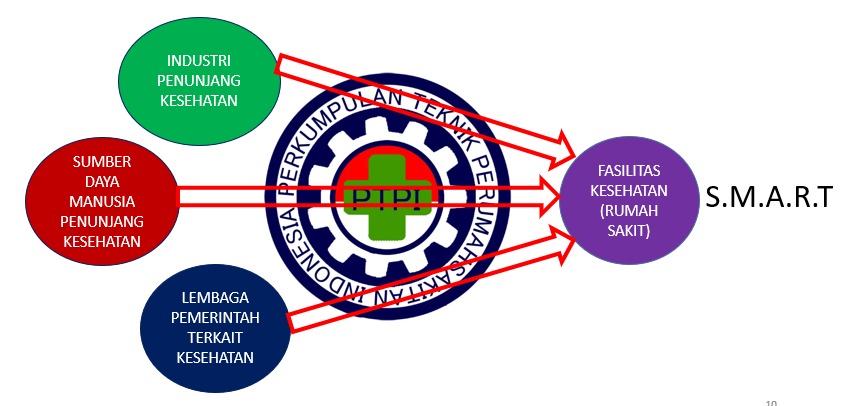 INDUSTRI
PENUNJANG
KESEHATAN
SUMBER
DAYA
MANUSIA
PENUNJANG
KESEHATAN
LEMBAGA
PEMERINTAH
TERKAIT
KESEHATAN
PERKUMPULAN TEKNIK PERUMAHSAKITAN INDONESIA
PTPI
FASILITAS
KESEHATAN
(RUMAH
SAKIT)
S.M.A.R.T
10